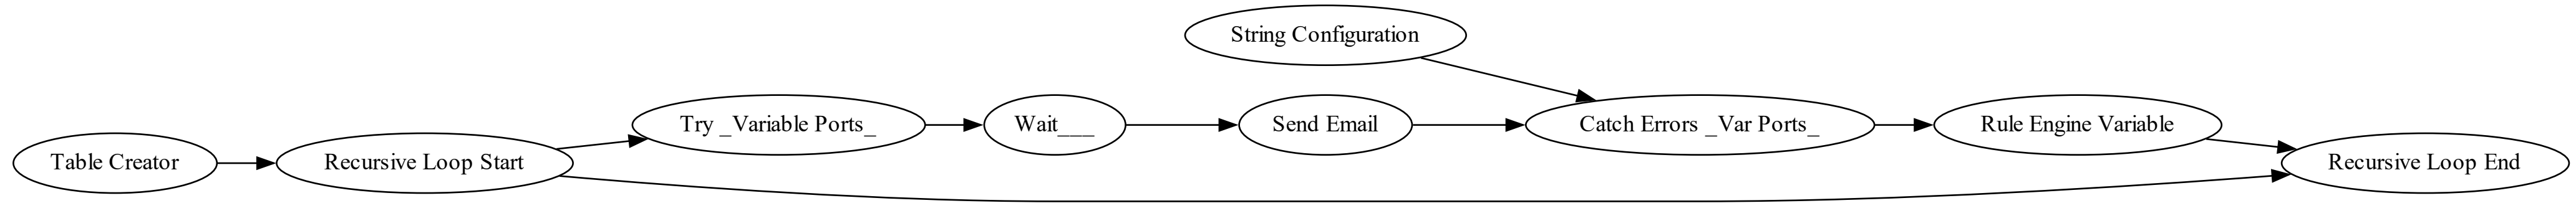 String Configuration
Try _Variable Ports_
Wait___
Send Email
Catch Errors _Var Ports_
Rule Engine Variable
Table Creator
Recursive Loop Start
Recursive Loop End